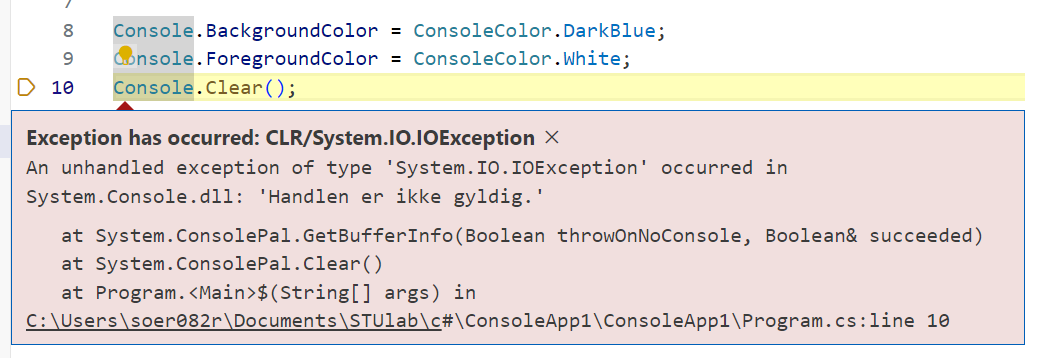 7
8 Console.BackgroundColor = ConsoleColor.DarkBlue;
9 Console.ForegroundColor = ConsoleColor.White;
10 Console.Clear();
Exception has occurred: CLR/System.IO.IOException ×
An unhandled exception of type 'System.IO.IOException' occurred in
System.Console.dll: 'Handlen er ikke gyldig.'
at System.ConsolePal.GetBufferInfo(Boolean throwOnNoConsole, Boolean& succeeded)
at System.ConsolePal.Clear()
at Program.<Main>$(String[] args) in
C:\Users\soer082r\Documents\STUlab\c#\ConsoleApp1\ConsoleApp1\Program.cs:line 10